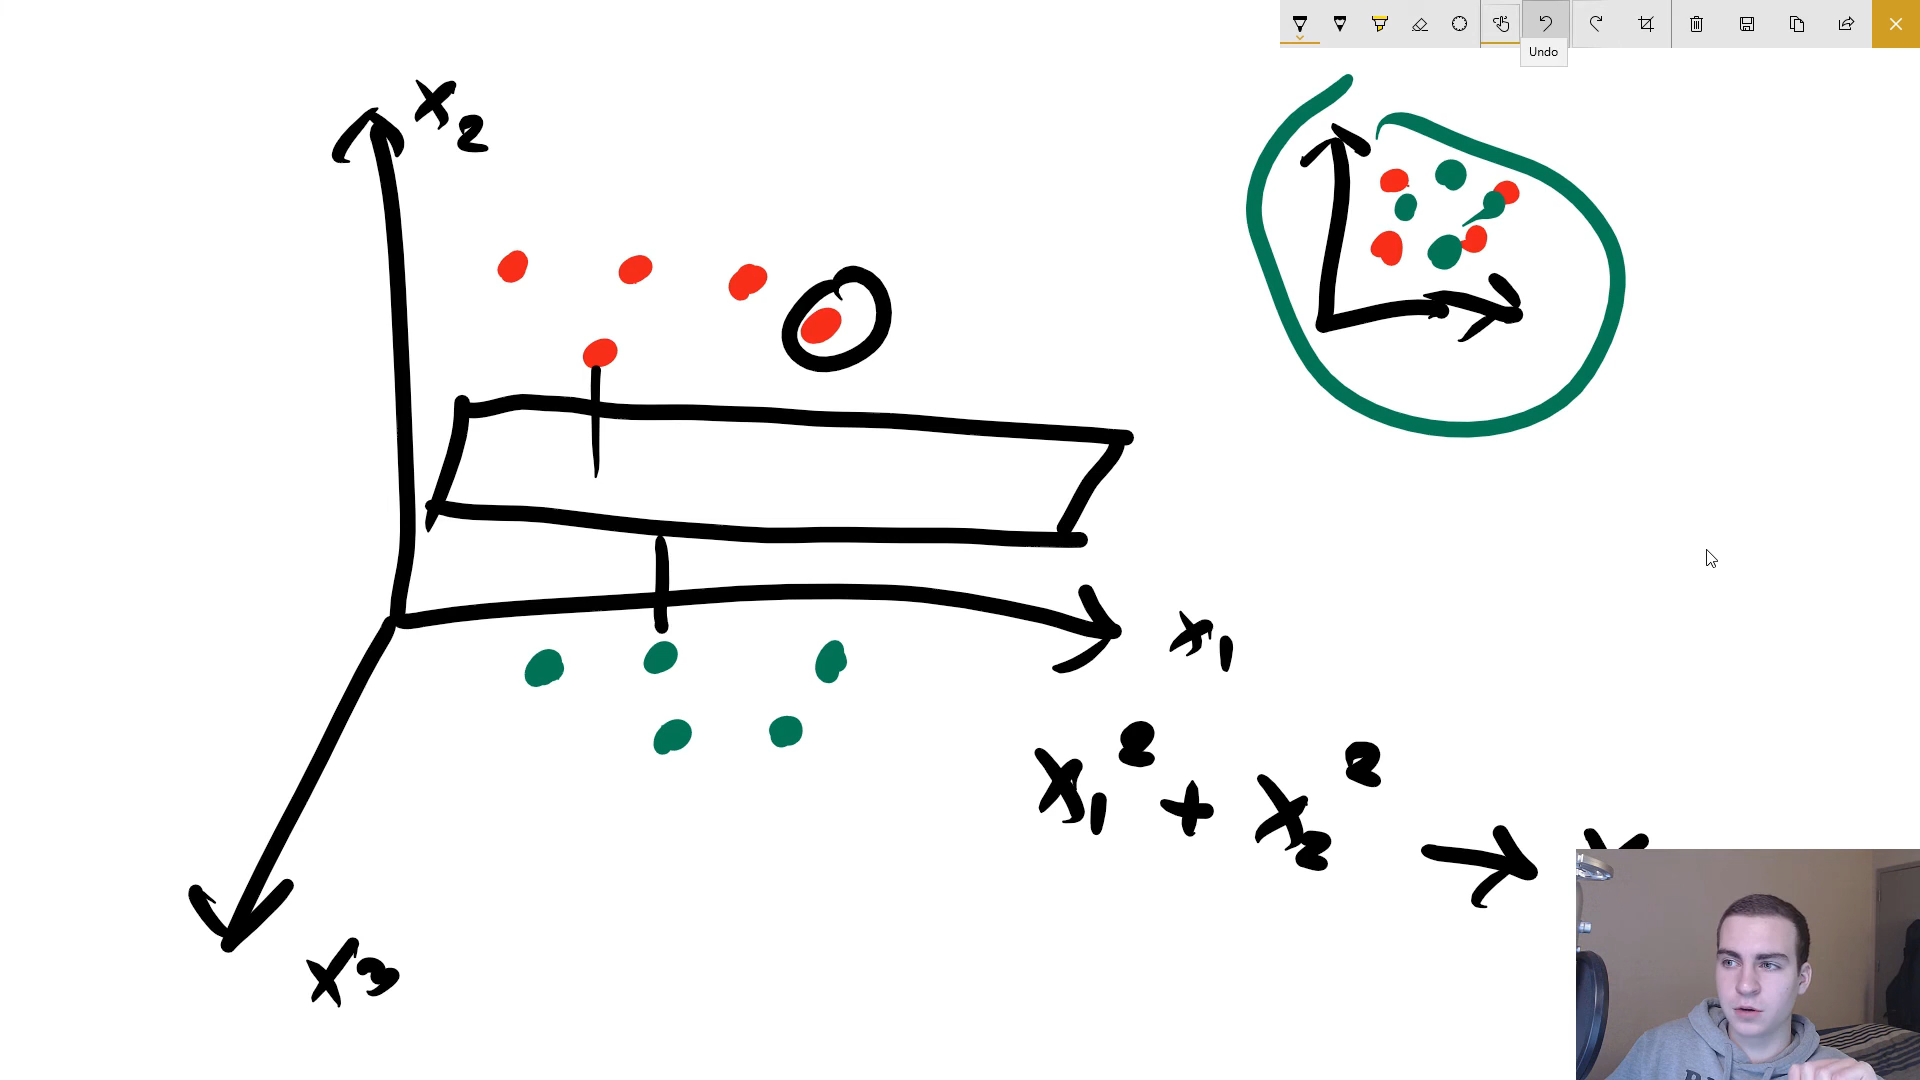 Undo
x₂
x₁
x₁² + x₂² →
x₃